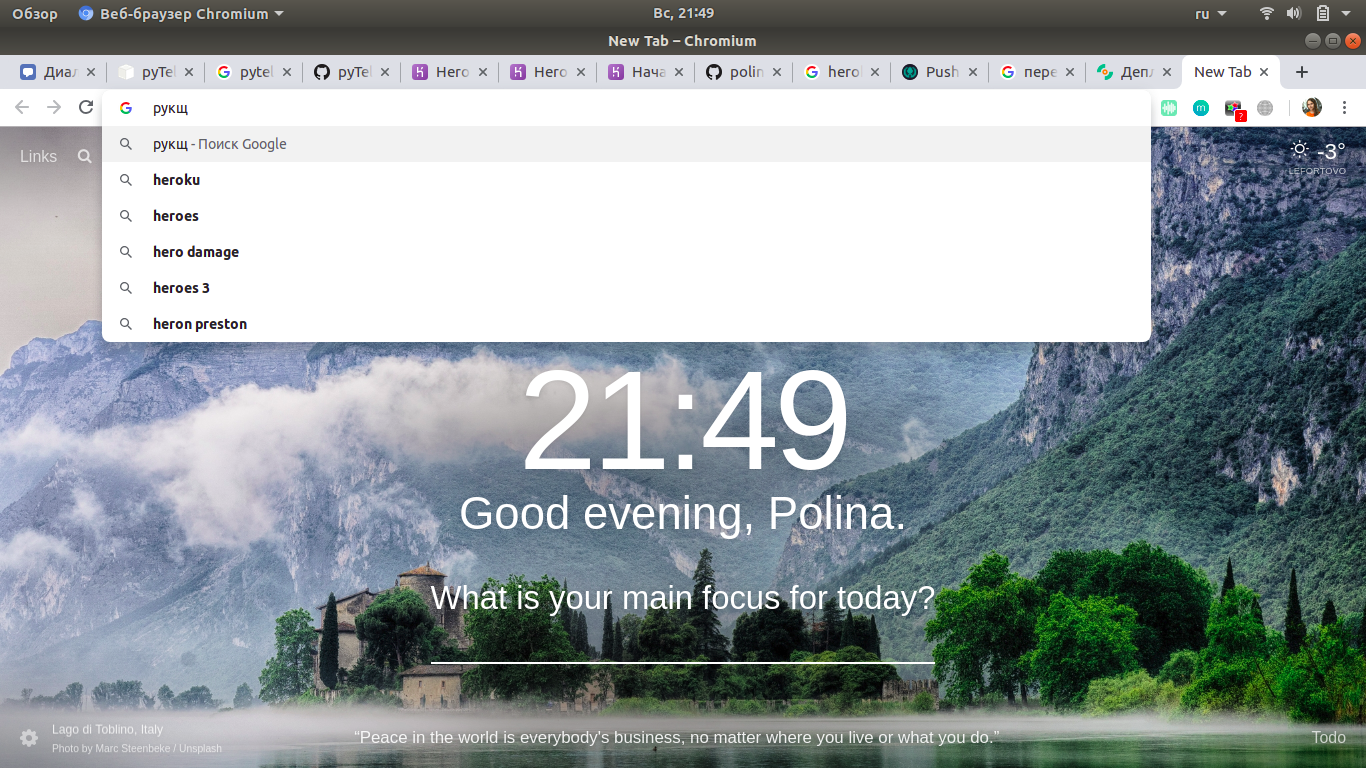 Обзор Веб-браузер Chromium Вс, 21:49 ru
New Tab – Chromium
Диал pyTel pytel pyTel Hero Hero Нача polin herol Push пере Депл New Tab
рукщ
рукщ - Поиск Google
heroku
heroes
hero damage
heroes 3
heron preston
Links
-3°
LEFORTOVO
m
?
21:49
Good evening, Polina.
What is your main focus for today?
Lago di Toblino, Italy
Photo by Marc Steenbeke / Unsplash
“Peace in the world is everybody's business, no matter where you live or what you do.”
Todo